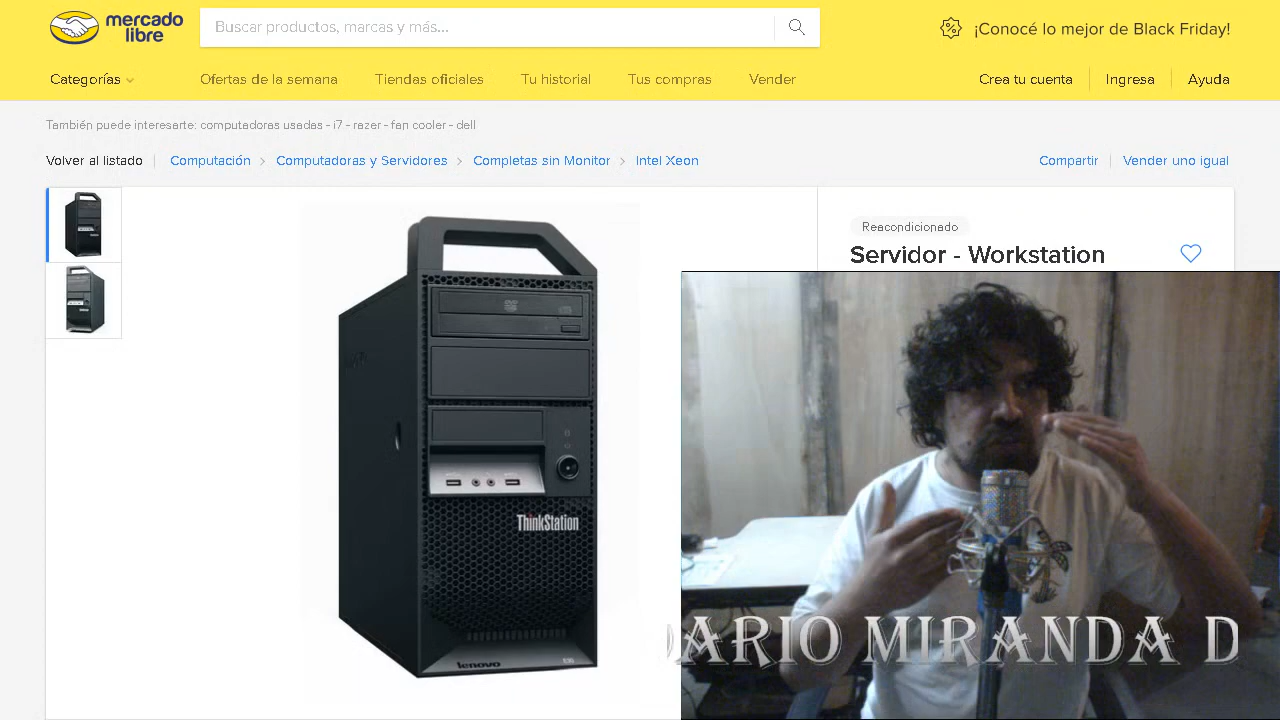 mercado
libre
Buscar productos, marcas y más...
¡Conocé lo mejor de Black Friday!
Categorías
Ofertas de la semana
Tiendas oficiales
Tu historial
Tus compras
Vender
Crea tu cuenta
Ingresa
Ayuda
También puede interesarte: computadoras usadas - i7 - razer - fan cooler - dell
Volver al listado
Computación
Computadoras y Servidores
Completas sin Monitor
Intel Xeon
Compartir
Vender uno igual
Reacondicionado
Servidor - Workstation
ThinkStation
lenovo
DARIO MIRANDA D